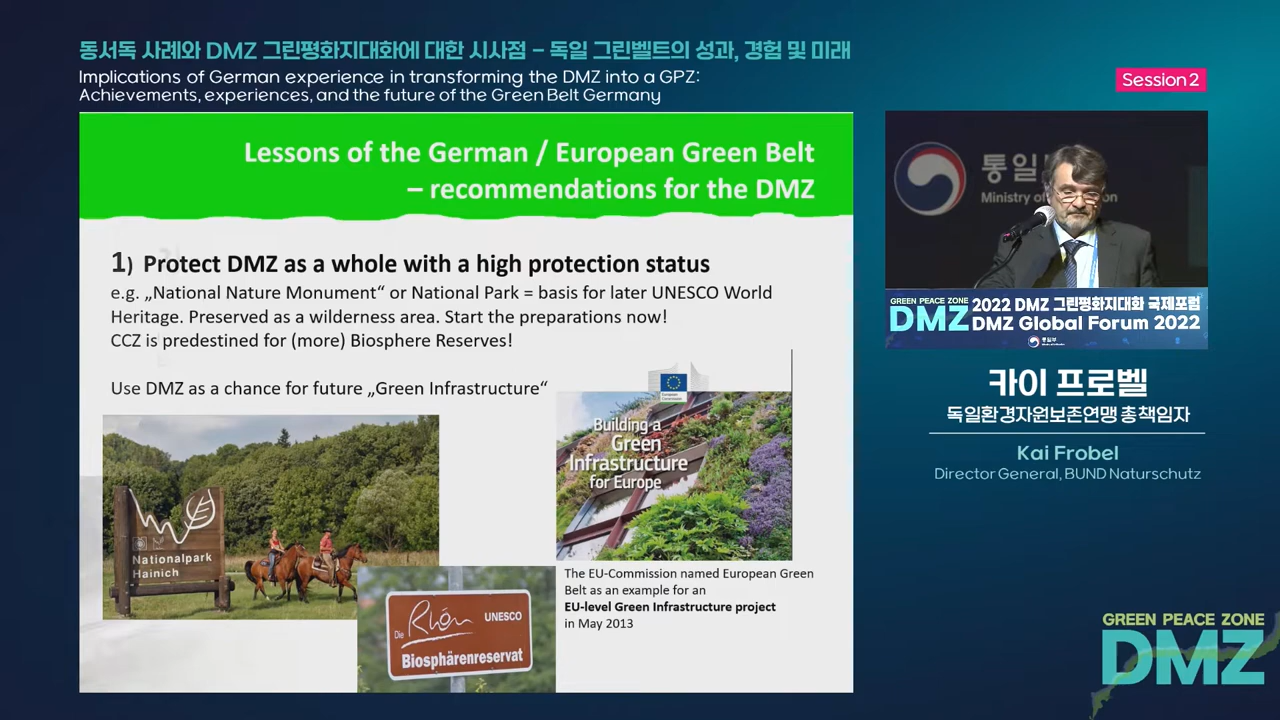 동서독 사례와 DMZ 그린평화지대화에 대한 시사점 – 독일 그린벨트의 성과, 경험 및 미래
Implications of German experience in transforming the DMZ into a GPZ:
Achievements, experiences, and the future of the Green Belt Germany
Session 2
Lessons of the German / European Green Belt
– recommendations for the DMZ
1) Protect DMZ as a whole with a high protection status
e.g. „National Nature Monument“ or National Park = basis for later UNESCO World
Heritage. Preserved as a wilderness area. Start the preparations now!
CCZ is predestined for (more) Biosphere Reserves!
Use DMZ as a chance for future „Green Infrastructure“
European
Commission
Building a
Green
Infrastructure
for Europe
Nationalpark
Hainich
Die Rhön UNESCO
Biosphärenreservat
The EU-Commission named European Green
Belt as an example for an
EU-level Green Infrastructure project
in May 2013
통일
Ministry of
GREEN PEACE ZONE
DMZ
2022 DMZ 그린평화지대화 국제포럼
DMZ Global Forum 2022
통일부
카이 프로벨
독일환경자원보존연맹 총책임자
Kai Frobel
Director General, BUND Naturschutz
GREEN PEACE ZONE
DMZ